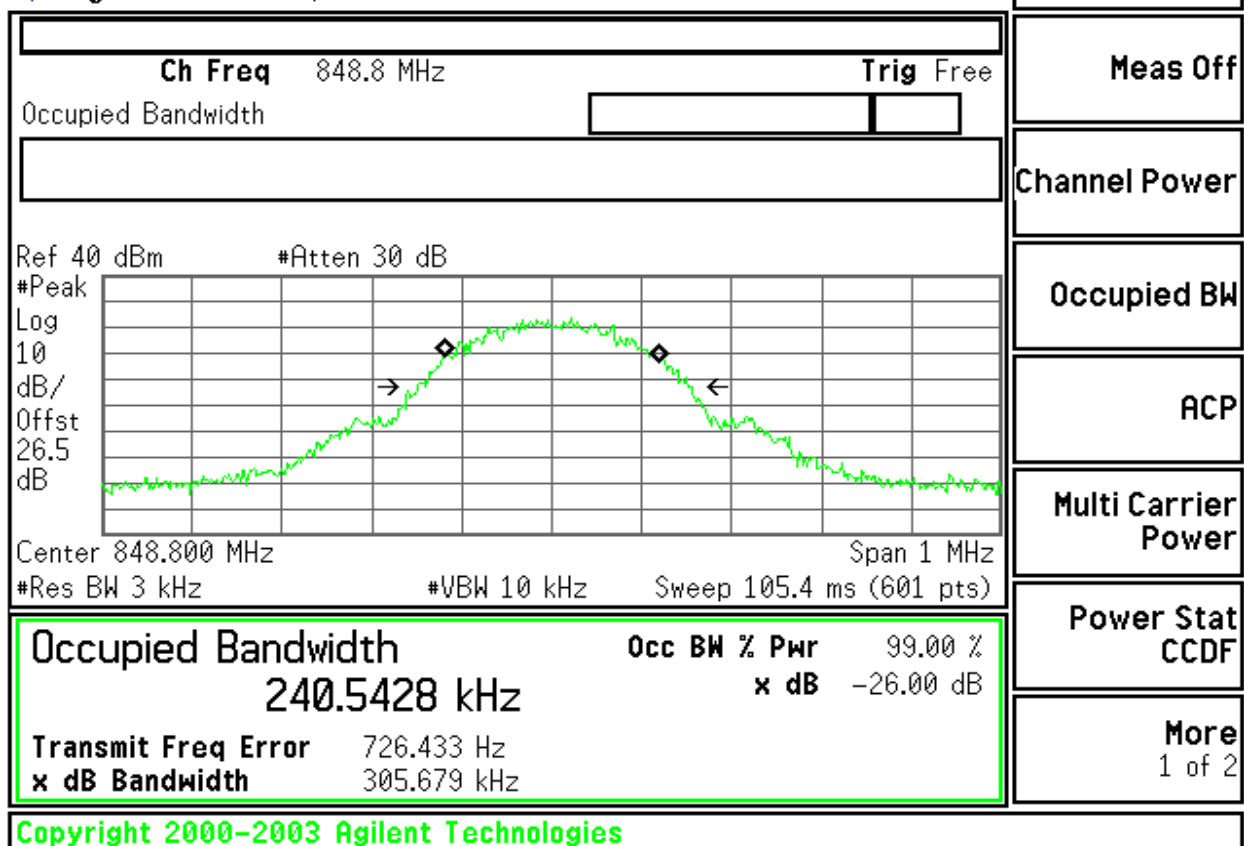 Ch Freq 848.8 MHz Trig Free
Occupied Bandwidth
Ref 40 dBm #Atten 30 dB
#Peak
Log
10
dB/
Offst
26.5
dB
Center 848.800 MHz Span 1 MHz
#Res BW 3 kHz #VBW 10 kHz Sweep 105.4 ms (601 pts)
Occupied Bandwidth Occ BW % Pwr 99.00 %
240.5428 kHz x dB -26.00 dB
Transmit Freq Error 726.433 Hz
x dB Bandwidth 305.679 kHz
Copyright 2000-2003 Agilent Technologies
Meas Off
Channel Power
Occupied BW
ACP
Multi Carrier
Power
Power Stat
CCDF
More
1 of 2